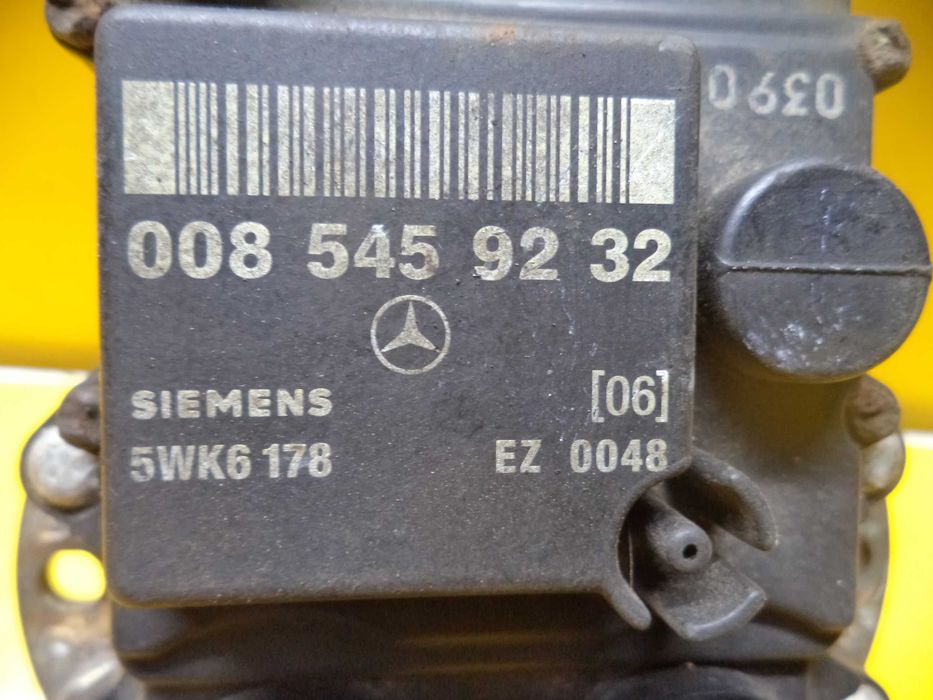 0390
008 545 92 32
SIEMENS [06]
5WK6 178 EZ 0048